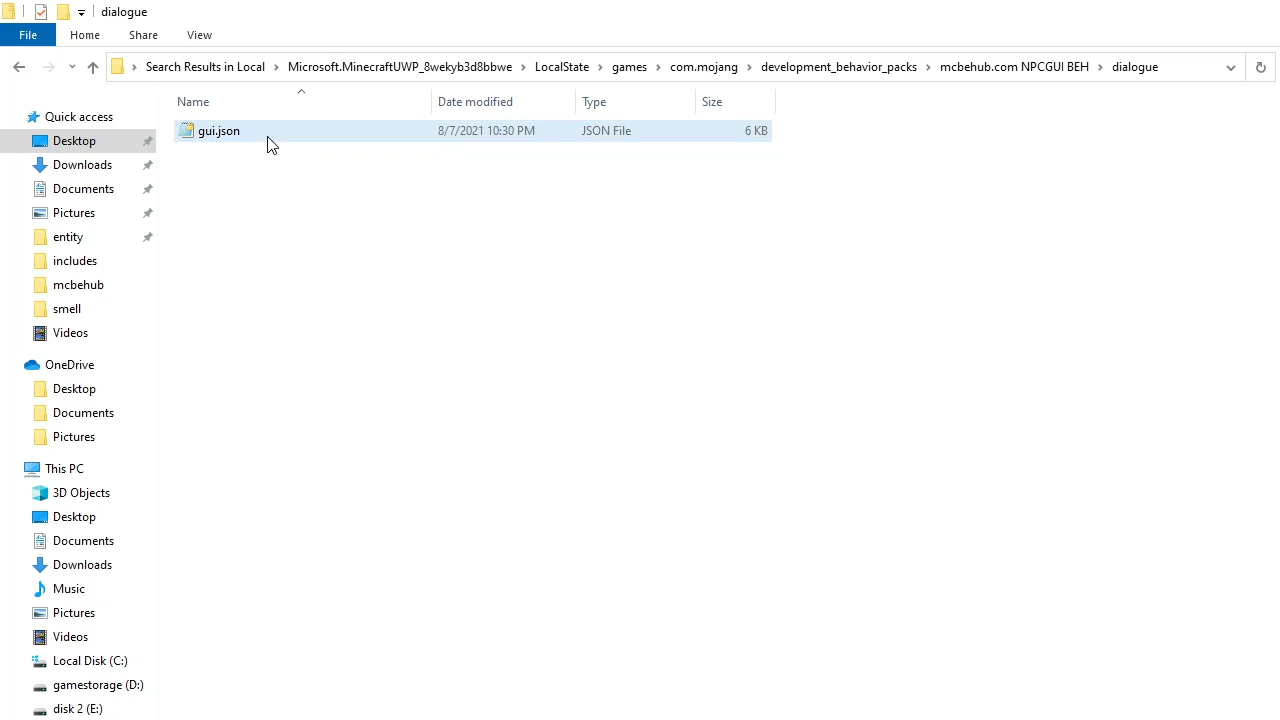 dialogue
File Home Share View
Search Results in Local Microsoft.MinecraftUWP_8wekyb3d8bbwe LocalState games com.mojang development_behavior_packs mcbehub.com NPCGUI BEH dialogue
Name Date modified Type Size
gui.json 8/7/2021 10:30 PM JSON File 6 KB
Quick access
Desktop
Downloads
Documents
Pictures
entity
includes
mcbehub
smell
Videos
OneDrive
Desktop
Documents
Pictures
This PC
3D Objects
Desktop
Documents
Downloads
Music
Pictures
Videos
Local Disk (C:)
gamestorage (D:)
disk 2 (E:)